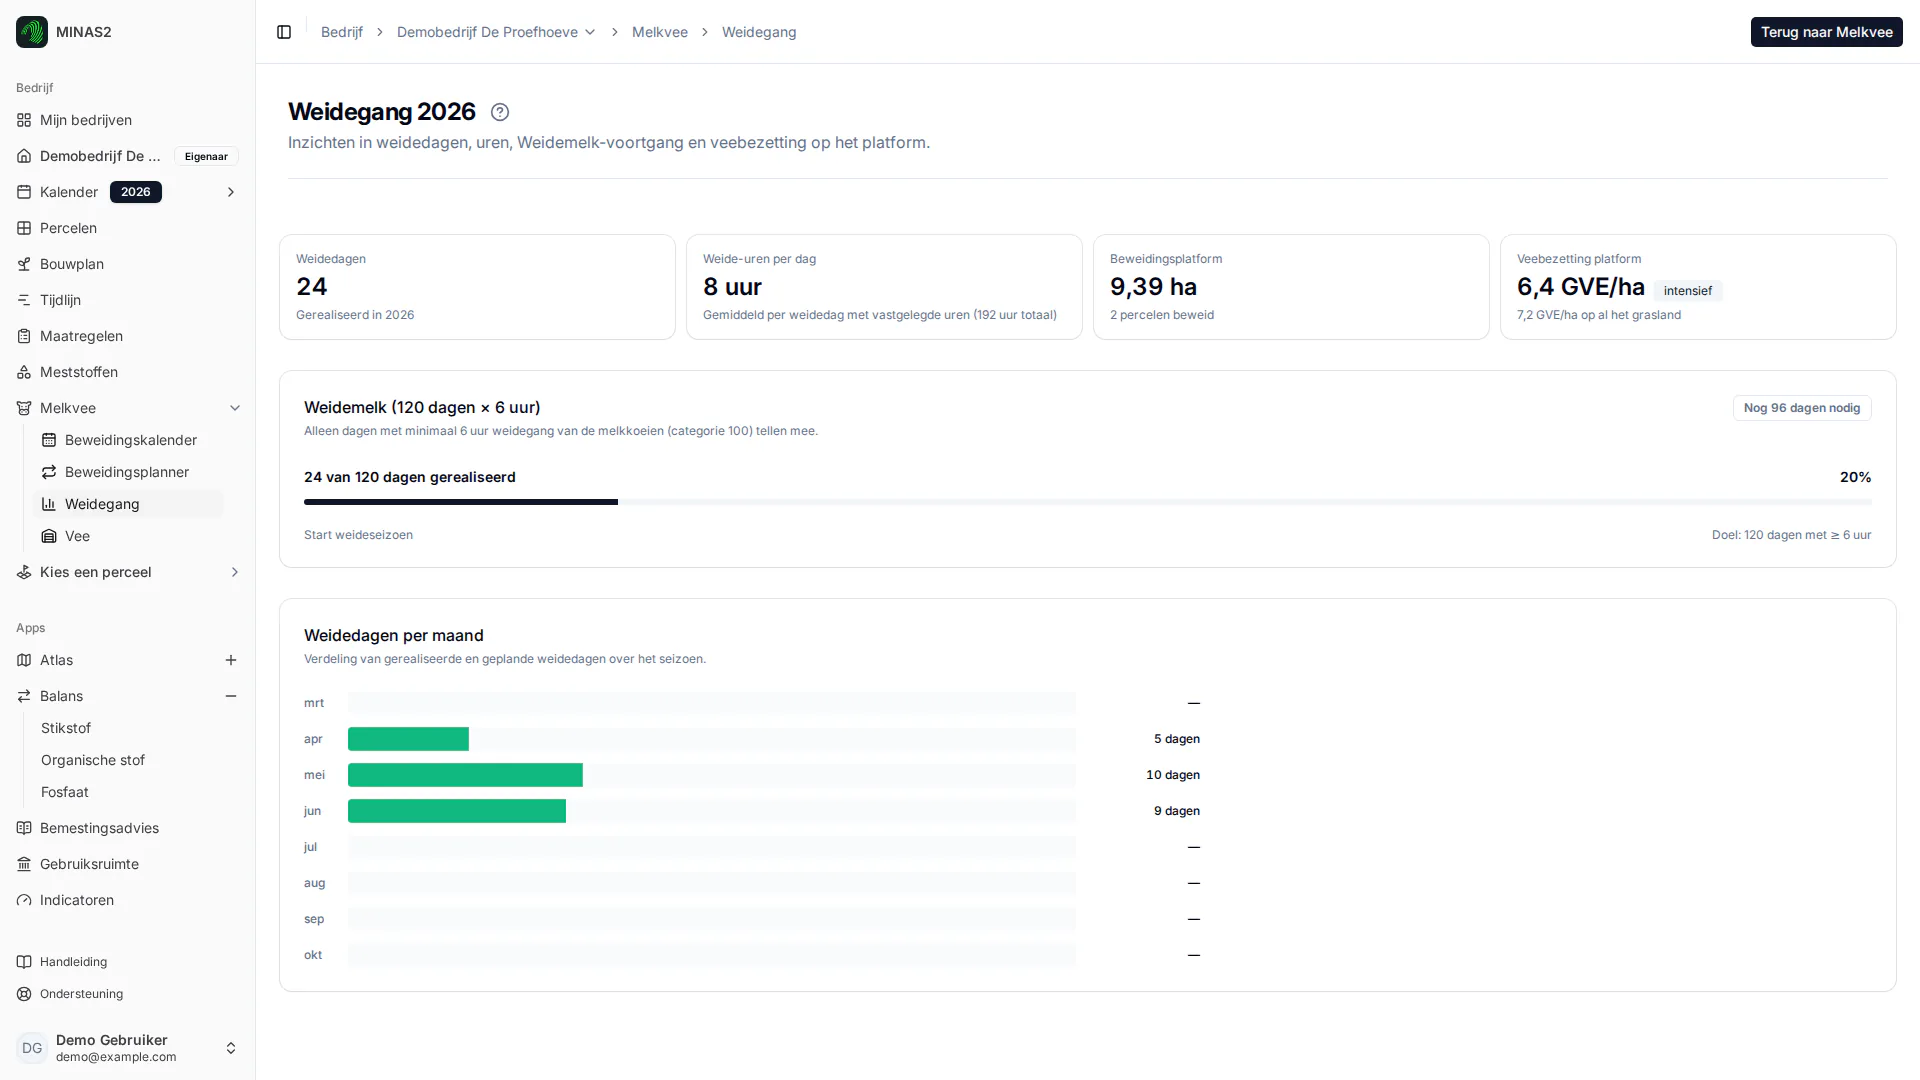 MINAS2
Bedrijf
Mijn bedrijven
Demobedrijf De ... Eigenaar
Kalender 2026
Percelen
Bouwplan
Tijdlijn
Maatregelen
Meststoffen
Melkvee
Beweidingskalender
Beweidingsplanner
Weidegang
Vee
Kies een perceel
Apps
Atlas
Balans
Stikstof
Organische stof
Fosfaat
Bemestingsadvies
Gebruiksruimte
Indicatoren
Handleiding
Ondersteuning
DG
Demo Gebruiker
demo@example.com
Bedrijf Demobedrijf De Proefhoeve Melkvee Weidegang
Terug naar Melkvee
Weidegang 2026
Inzichten in weidedagen, uren, Weidemelk-voortgang en veebezetting op het platform.
Weidedagen
24
Gerealiseerd in 2026
Weide-uren per dag
8 uur
Gemiddeld per weidedag met vastgelegde uren (192 uur totaal)
Beweidingsplatform
9,39 ha
2 percelen beweid
Veebezetting platform
6,4 GVE/ha intensief
7,2 GVE/ha op al het grasland
Weidemelk (120 dagen × 6 uur)
Nog 96 dagen nodig
Alleen dagen met minimaal 6 uur weidegang van de melkkoeien (categorie 100) tellen mee.
24 van 120 dagen gerealiseerd 20%
Start weideseizoen Doel: 120 dagen met ≥ 6 uur
Weidedagen per maand
Verdeling van gerealiseerde en geplande weidedagen over het seizoen.
mrt —
apr 5 dagen
mei 10 dagen
jun 9 dagen
jul —
aug —
sep —
okt —